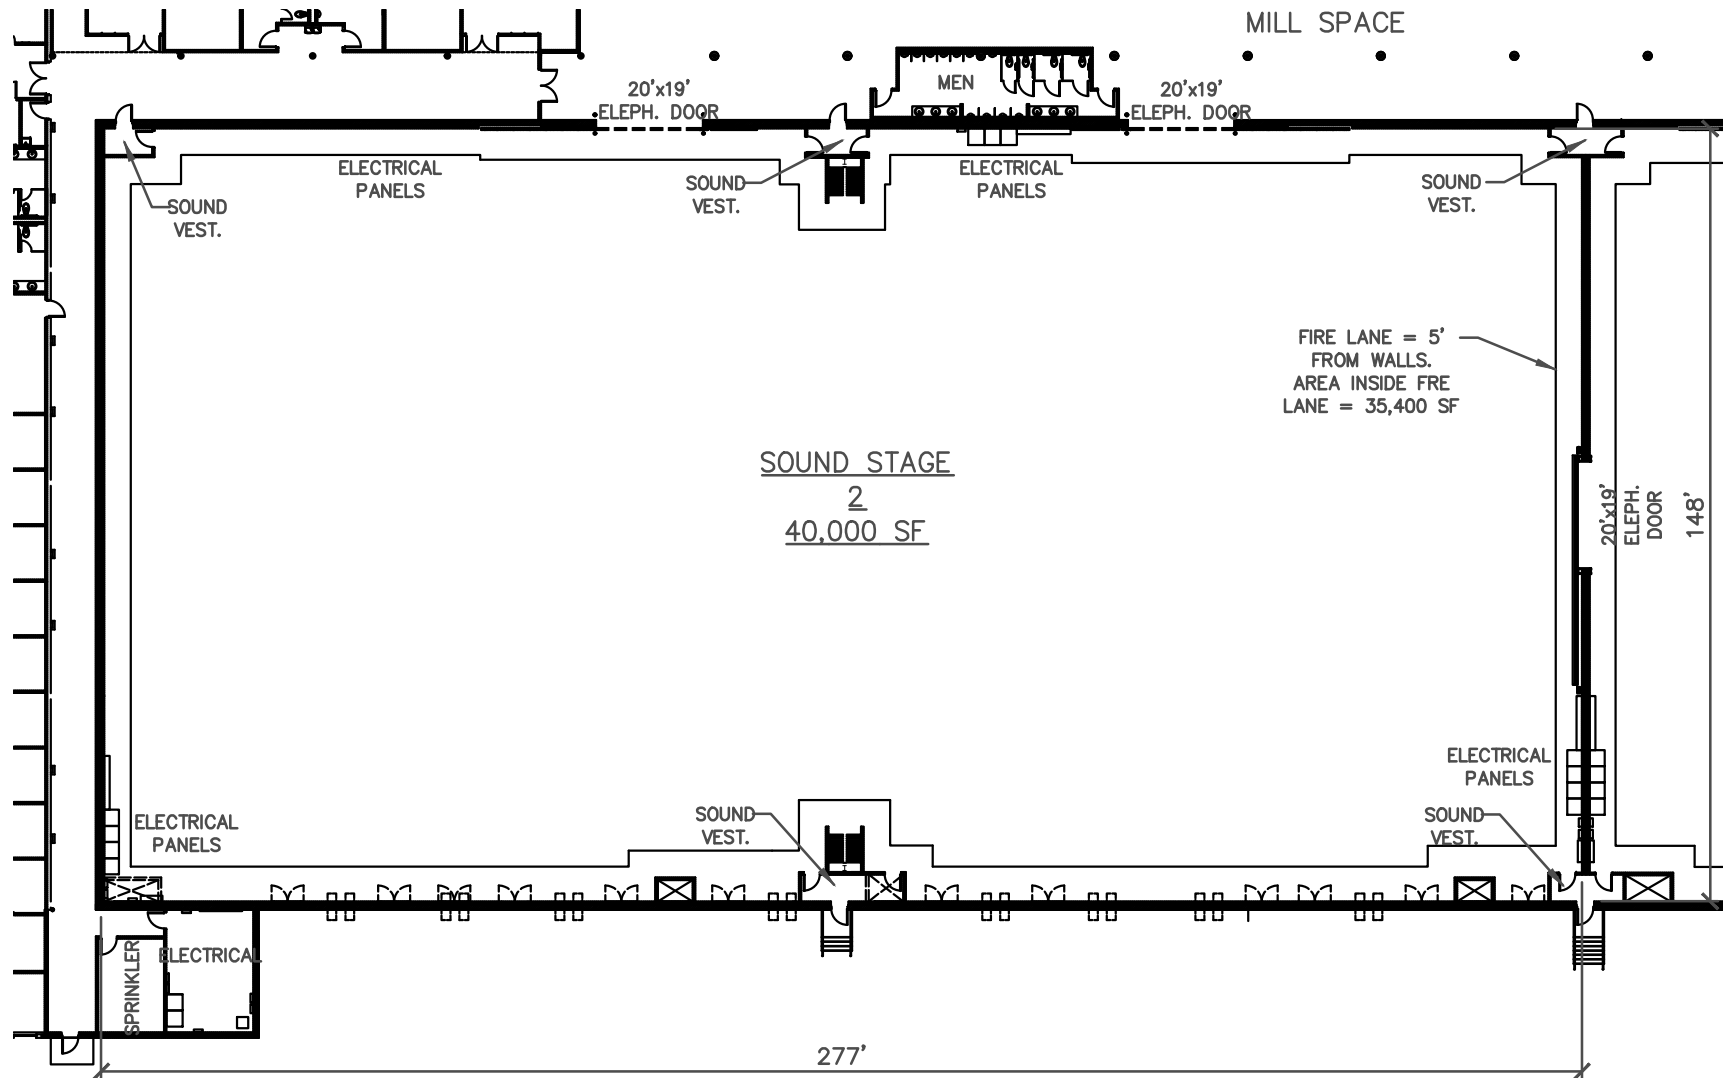 MILL SPACE
MEN
20'x19'
ELEPH. DOOR
20'x19'
ELEPH. DOOR
ELECTRICAL
PANELS
SOUND
VEST.
ELECTRICAL
PANELS
SOUND
VEST.
SOUND
VEST.
FIRE LANE = 5'
FROM WALLS.
AREA INSIDE FRE
LANE = 35,400 SF
SOUND STAGE
2
40,000 SF
20'x19'
ELEPH.
DOOR
148'
ELECTRICAL
PANELS
SOUND
VEST.
SOUND
VEST.
ELECTRICAL
PANELS
ELECTRICAL
SPRINKLER
277'